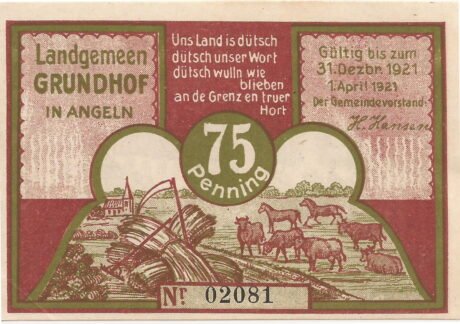 Landgemeen
GRUNDHOF
IN ANGELN
Uns Land is dütsch
dütsch unser Wort
dütsch wulln wie
blieben
an de Grenz en truer
Hort
Gültig bis zum
31. Dezbr. 1921
1. April 1921
Der Gemeindevorstand:
H. Hansen
75
Penning
Nr 02081